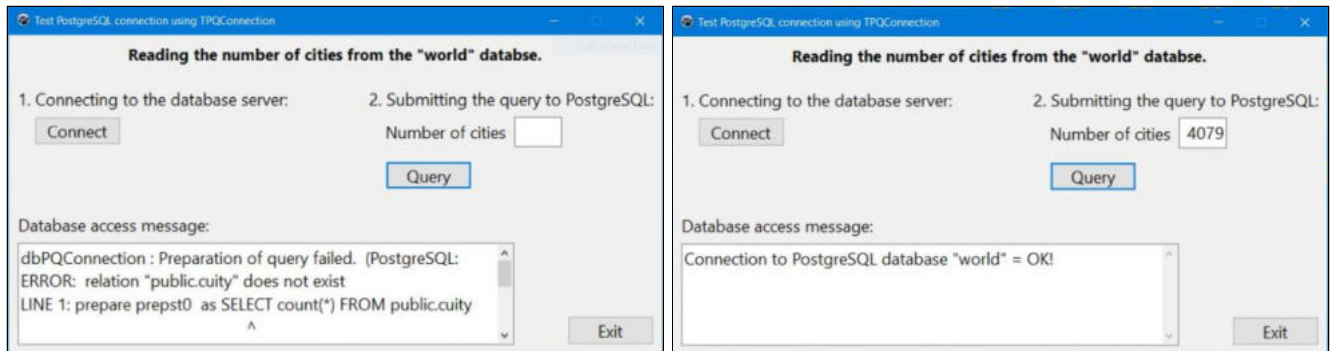 Test PostgreSQL connection using TPQConnection
Reading the number of cities from the "world" databse.
1. Connecting to the database server:
2. Submitting the query to PostgreSQL:
Connect
Number of cities
Query
Database access message:
dbPQConnection : Preparation of query failed. (PostgreSQL:
ERROR: relation "public.cuity" does not exist
LINE 1: prepare prepst0 as SELECT count(*) FROM public.cuity
^
Exit
Test PostgreSQL connection using TPQConnection
Reading the number of cities from the "world" databse.
1. Connecting to the database server:
2. Submitting the query to PostgreSQL:
Connect
Number of cities 4079
Query
Database access message:
Connection to PostgreSQL database "world" = OK!
Exit